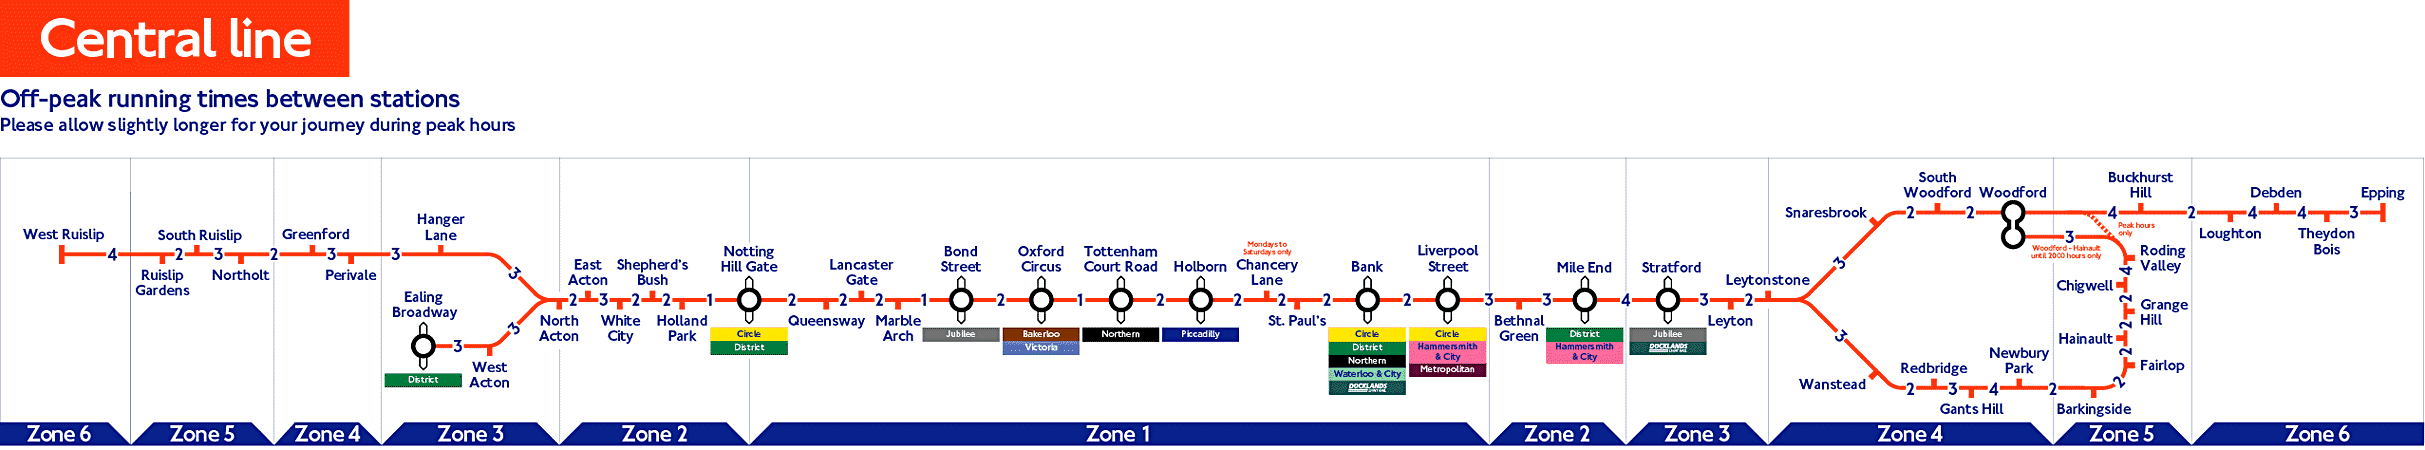 Central line
Off-peak running times between stations
Please allow slightly longer for your journey during peak hours
West Ruislip
4
Ruislip
Gardens
2
South Ruislip
3
Northolt
2
Greenford
3
Perivale
3
Hanger
Lane
3
Ealing
Broadway
District
3
West
Acton
3
North
Acton
2
East
Acton
3
White
City
2
Shepherd's
Bush
2
Holland
Park
1
Notting
Hill Gate
Circle
District
2
Queensway
2
Lancaster
Gate
2
Marble
Arch
1
Bond
Street
Jubilee
2
Oxford
Circus
Bakerloo
Victoria
1
Tottenham
Court Road
Northern
2
Holborn
Piccadilly
2
Mondays to
Saturdays only
Chancery
Lane
2
St. Paul's
2
Bank
Circle
District
Northern
Waterloo & City
DOCKLANDS
2
Liverpool
Street
Circle
Hammersmith
& City
Metropolitan
3
Bethnal
Green
3
Mile End
District
Hammersmith
& City
4
Stratford
Jubilee
DOCKLANDS
3
Leyton
2
Leytonstone
3
Snaresbrook
2
South
Woodford
2
Woodford
4
Buckhurst
Hill
2
Loughton
4
Debden
4
Theydon
Bois
3
Epping
Peak hours
only
3
Woodford - Hainault
until 2000 hours only
Roding
Valley
4
Chigwell
2
Grange
Hill
2
Hainault
2
Fairlop
2
Barkingside
2
Newbury
Park
4
Gants Hill
3
Redbridge
2
Wanstead
3
Zone 6
Zone 5
Zone 4
Zone 3
Zone 2
Zone 1
Zone 2
Zone 3
Zone 4
Zone 5
Zone 6